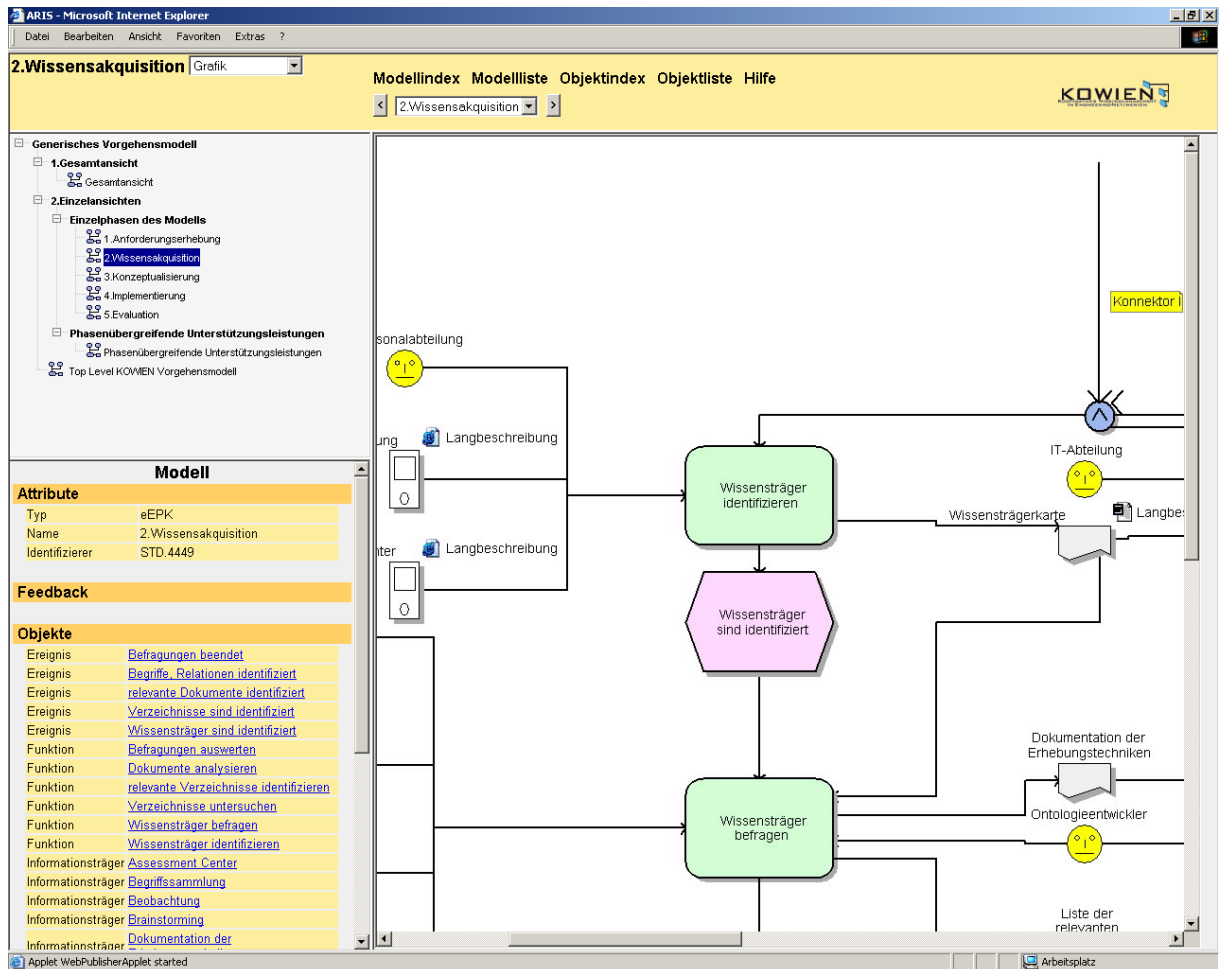 ARIS - Microsoft Internet Explorer
Datei Bearbeiten Ansicht Favoriten Extras ?
2.Wissensakquisition Grafik
Modellindex Modellliste Objektindex Objektliste Hilfe
< 2.Wissensakquisition >
KOWIEN
Generisches Vorgehensmodell
1.Gesamtansicht
Gesamtansicht
2.Einzelansichten
Einzelphasen des Modells
1.Anforderungserhebung
2.Wissensakquisition
3.Konzeptualisierung
4.Implementierung
5.Evaluation
Phasenübergreifende Unterstützungsleistungen
Phasenübergreifende Unterstützungsleistungen
Top Level KOWIEN Vorgehensmodell
Modell
Attribute
Typ eEPK
Name 2.Wissensakquisition
Identifizierer STD.4449
Feedback
Objekte
Ereignis Befragungen beendet
Ereignis Begriffe, Relationen identifiziert
Ereignis relevante Dokumente identifiziert
Ereignis Verzeichnisse sind identifiziert
Ereignis Wissensträger sind identifiziert
Funktion Befragungen auswerten
Funktion Dokumente analysieren
Funktion relevante Verzeichnisse identifizieren
Funktion Verzeichnisse untersuchen
Funktion Wissensträger befragen
Funktion Wissensträger identifizieren
Informationsträger Assessment Center
Informationsträger Begriffssammlung
Informationsträger Beobachtung
Informationsträger Brainstorming
Informationsträger Dokumentation der
Konnektor I
sonalabteilung
ung Langbeschreibung
IT-Abteilung
Wissensträger
identifizieren
Wissensträgerkarte
Langbe
nter Langbeschreibung
Wissensträger
sind identifiziert
Dokumentation der
Erhebungstechniken
Wissensträger
befragen
Ontologieentwickler
Liste der
relevanten
Applet WebPublisherApplet started
Arbeitsplatz